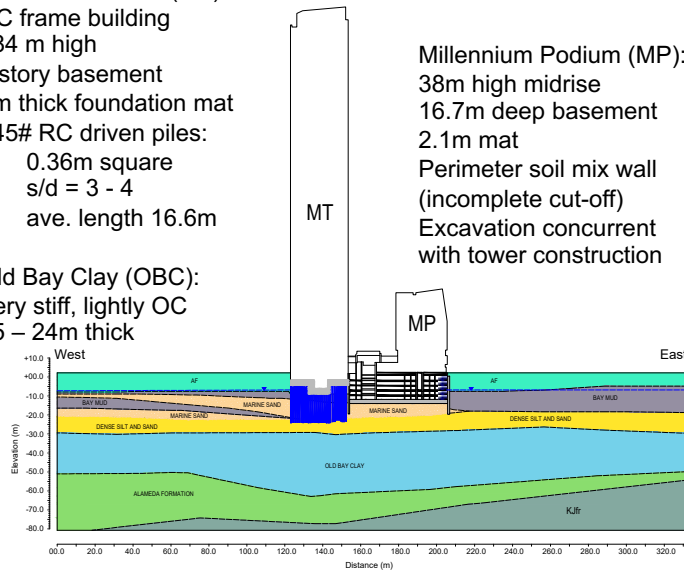 C frame building
34 m high
story basement
m thick foundation mat
45# RC driven piles:
0.36m square
s/d = 3 - 4
ave. length 16.6m
ld Bay Clay (OBC):
ery stiff, lightly OC
5 – 24m thick
Millennium Podium (MP):
38m high midrise
16.7m deep basement
2.1m mat
Perimeter soil mix wall
(incomplete cut-off)
Excavation concurrent
with tower construction
MT
MP
West
East
+10.0
+00.0
-10.0
-20.0
-30.0
-40.0
-50.0
-60.0
-70.0
-80.0
Elevation (m)
AF
AF
BAY MUD
MARINE SAND
MARINE SAND
MARINE SAND
BAY MUD
DENSE SILT AND SAND
DENSE SILT AND SAND
OLD BAY CLAY
ALAMEDA FORMATION
KJfr
00.0 20.0 40.0 60.0 80.0 100.0 120.0 140.0 160.0 180.0 200.0 220.0 240.0 260.0 280.0 300.0 320.0
Distance (m)